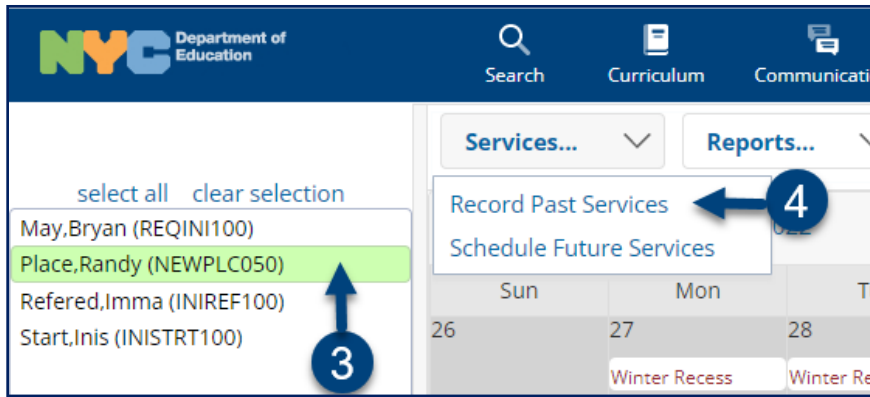 NYC Department of
Education
Search
Curriculum
Services...
Reports...
select all clear selection
May,Bryan (REQINI100)
Place,Randy (NEWPLC050)
Refered,Imma (INIREF100)
Start,Inis (INISTRT100)
3
Record Past Services
4
Schedule Future Services
Sun
Mon
26
27
28
Winter Recess
Winter